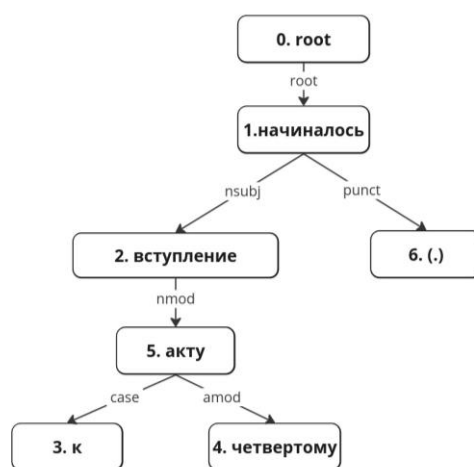 0. root
root
1.начиналось
nsubj
punct
2. вступление
6. (.)
nmod
5. акту
case
amod
3. к
4. четвертому